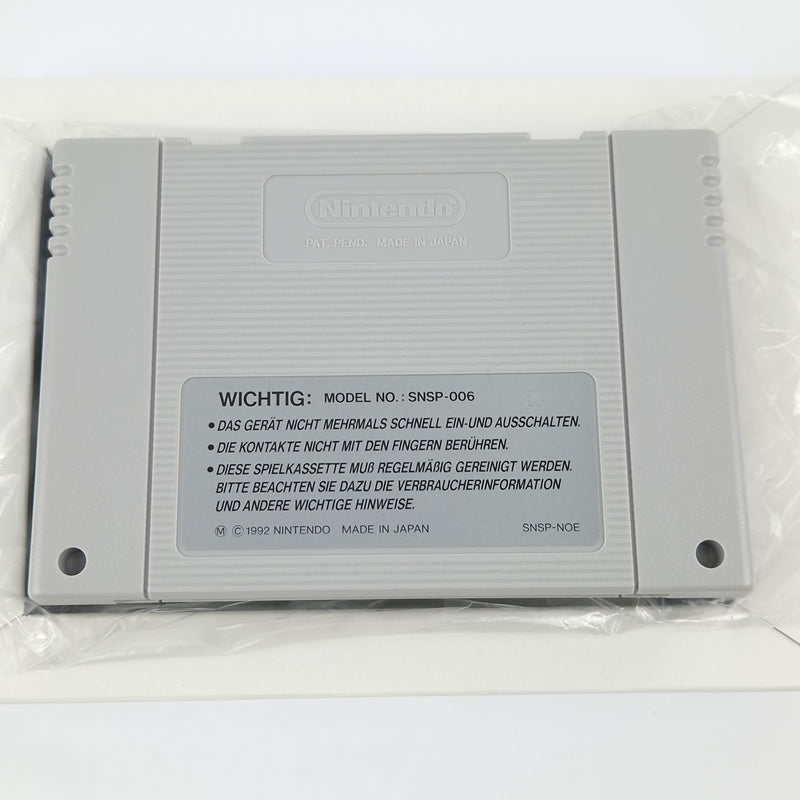 Nintendo
PAT. PEND. MADE IN JAPAN
WICHTIG: MODEL NO.: SNSP-006
• DAS GERÄT NICHT MEHRMALS SCHNELL EIN-UND AUSSCHALTEN.
• DIE KONTAKTE NICHT MIT DEN FINGERN BERÜHREN.
• DIESE SPIELKASSETTE MUß REGELMÄßIG GEREINIGT WERDEN.
BITTE BEACHTEN SIE DAZU DIE VERBRAUCHERINFORMATION
UND ANDERE WICHTIGE HINWEISE.
Ⓜ © 1992 NINTENDO MADE IN JAPAN SNSP-NOE